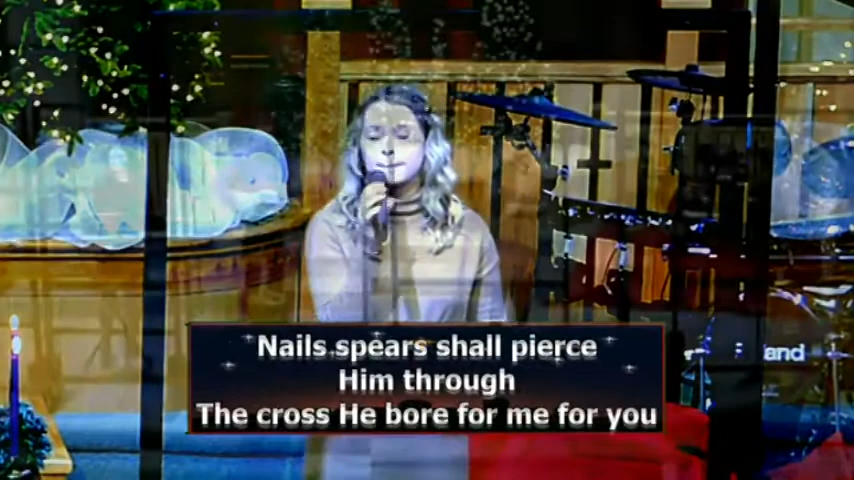 Nails spears shall pierce
Him through
The cross He bore for me for you